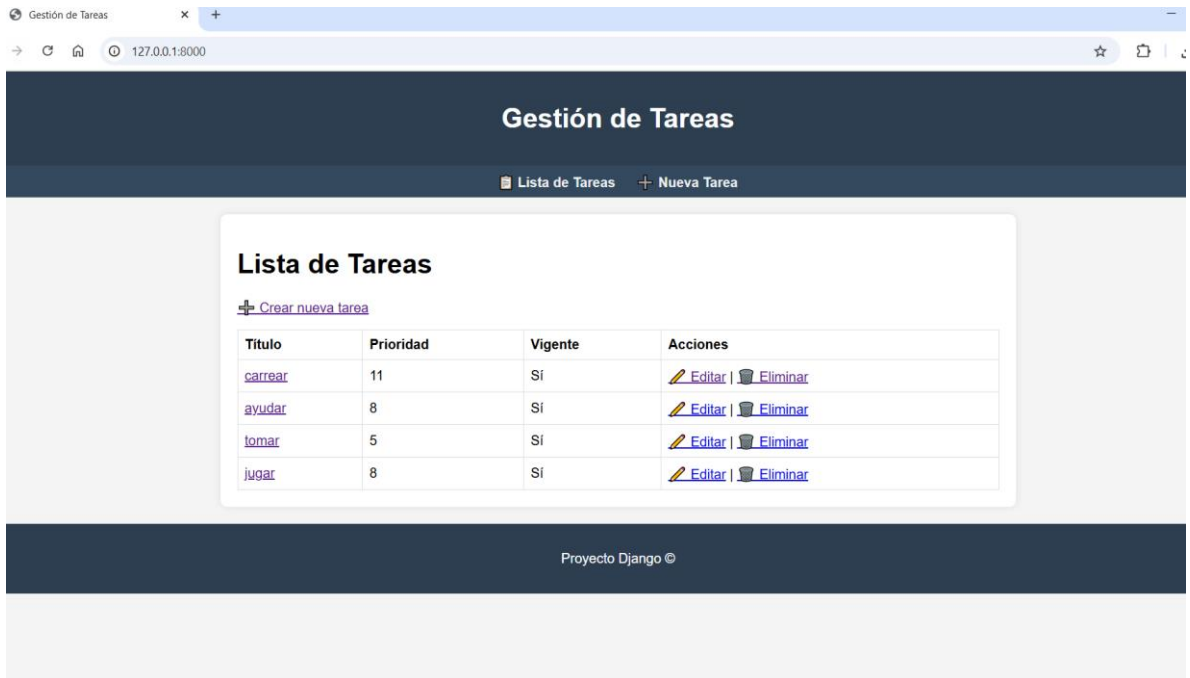 Gestión de Tareas
127.0.0.1:8000
Gestión de Tareas
Lista de Tareas Nueva Tarea
Lista de Tareas
Crear nueva tarea
Título Prioridad Vigente Acciones
carrear 11 Sí Editar | Eliminar
ayudar 8 Sí Editar | Eliminar
tomar 5 Sí Editar | Eliminar
jugar 8 Sí Editar | Eliminar
Proyecto Django ©